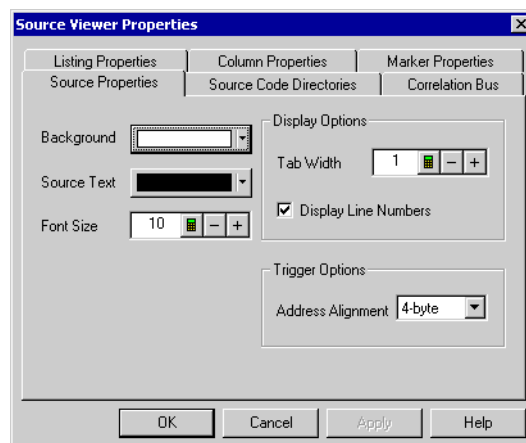 Source Viewer Properties
Listing Properties Column Properties Marker Properties
Source Properties Source Code Directories Correlation Bus
Background
Source Text
Font Size 10
Display Options
Tab Width 1
Display Line Numbers
Trigger Options
Address Alignment 4-byte
OK Cancel Apply Help